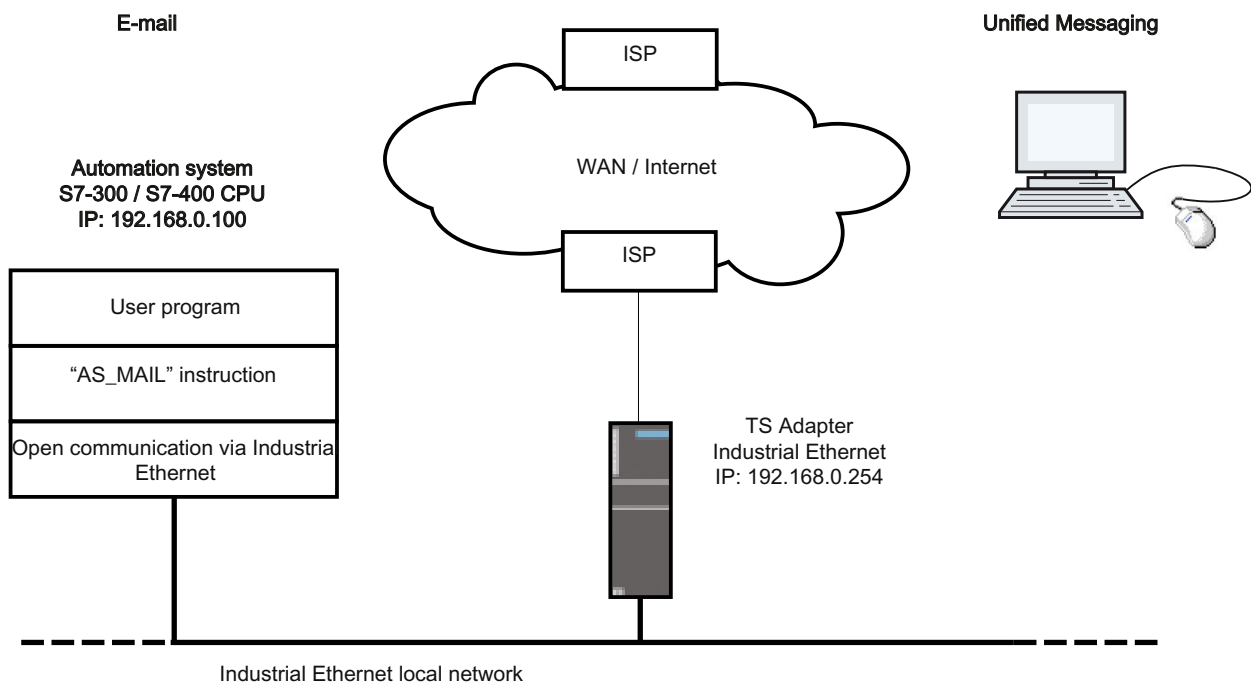 E-mail
Unified Messaging
ISP
WAN / Internet
ISP
Automation system
S7-300 / S7-400 CPU
IP: 192.168.0.100
User program
“AS_MAIL” instruction
Open communication via Industria
Ethernet
TS Adapter
Industrial Ethernet
IP: 192.168.0.254
Industrial Ethernet local network